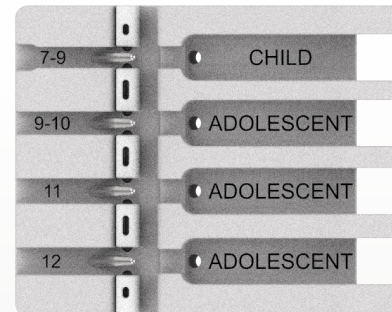 7-9 CHILD
9-10 ADOLESCENT
11 ADOLESCENT
12 ADOLESCENT